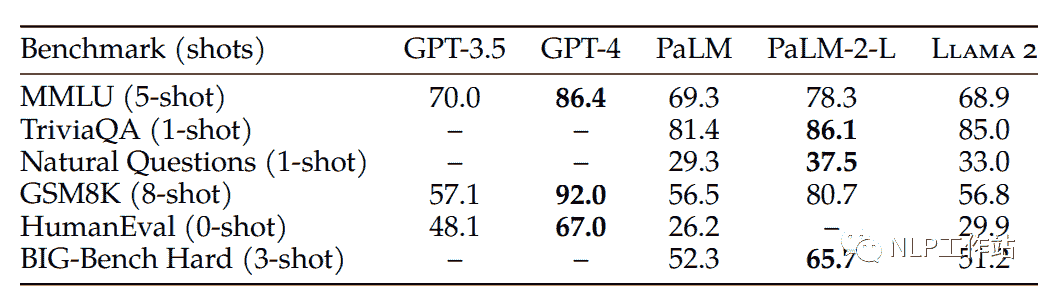 Benchmark (shots) GPT-3.5 GPT-4 PaLM PaLM-2-L LLAMA 2
MMLU (5-shot) 70.0 86.4 69.3 78.3 68.9
TriviaQA (1-shot) – – 81.4 86.1 85.0
Natural Questions (1-shot) – – 29.3 37.5 33.0
GSM8K (8-shot) 57.1 92.0 56.5 80.7 56.8
HumanEval (0-shot) 48.1 67.0 26.2 – 29.9
BIG-Bench Hard (3-shot) – – 52.3 65.7 51.2
NLP工作站